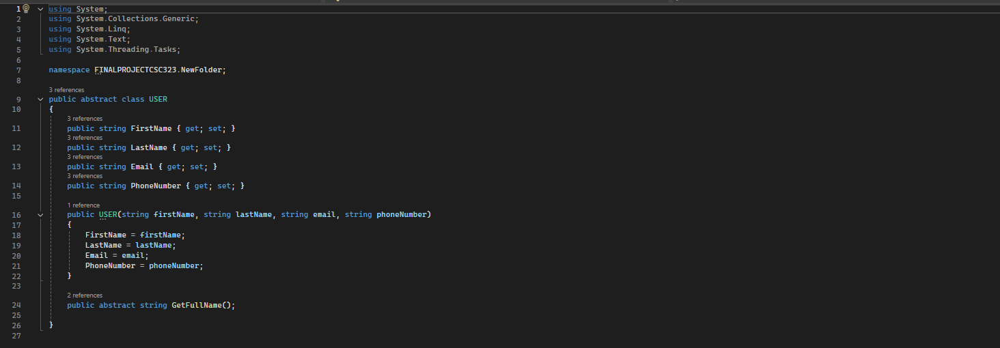 1 using System;
2 using System.Collections.Generic;
3 using System.Linq;
4 using System.Text;
5 using System.Threading.Tasks;
6
7 namespace FINALPROJECTCSC323.NewFolder;
8
3 references
9 public abstract class USER
10 {
3 references
11 public string FirstName { get; set; }
3 references
12 public string LastName { get; set; }
3 references
13 public string Email { get; set; }
3 references
14 public string PhoneNumber { get; set; }
15
1 reference
16 public USER(string firstName, string lastName, string email, string phoneNumber)
17 {
18 FirstName = firstName;
19 LastName = lastName;
20 Email = email;
21 PhoneNumber = phoneNumber;
22 }
23
2 references
24 public abstract string GetFullName();
25
26 }
27